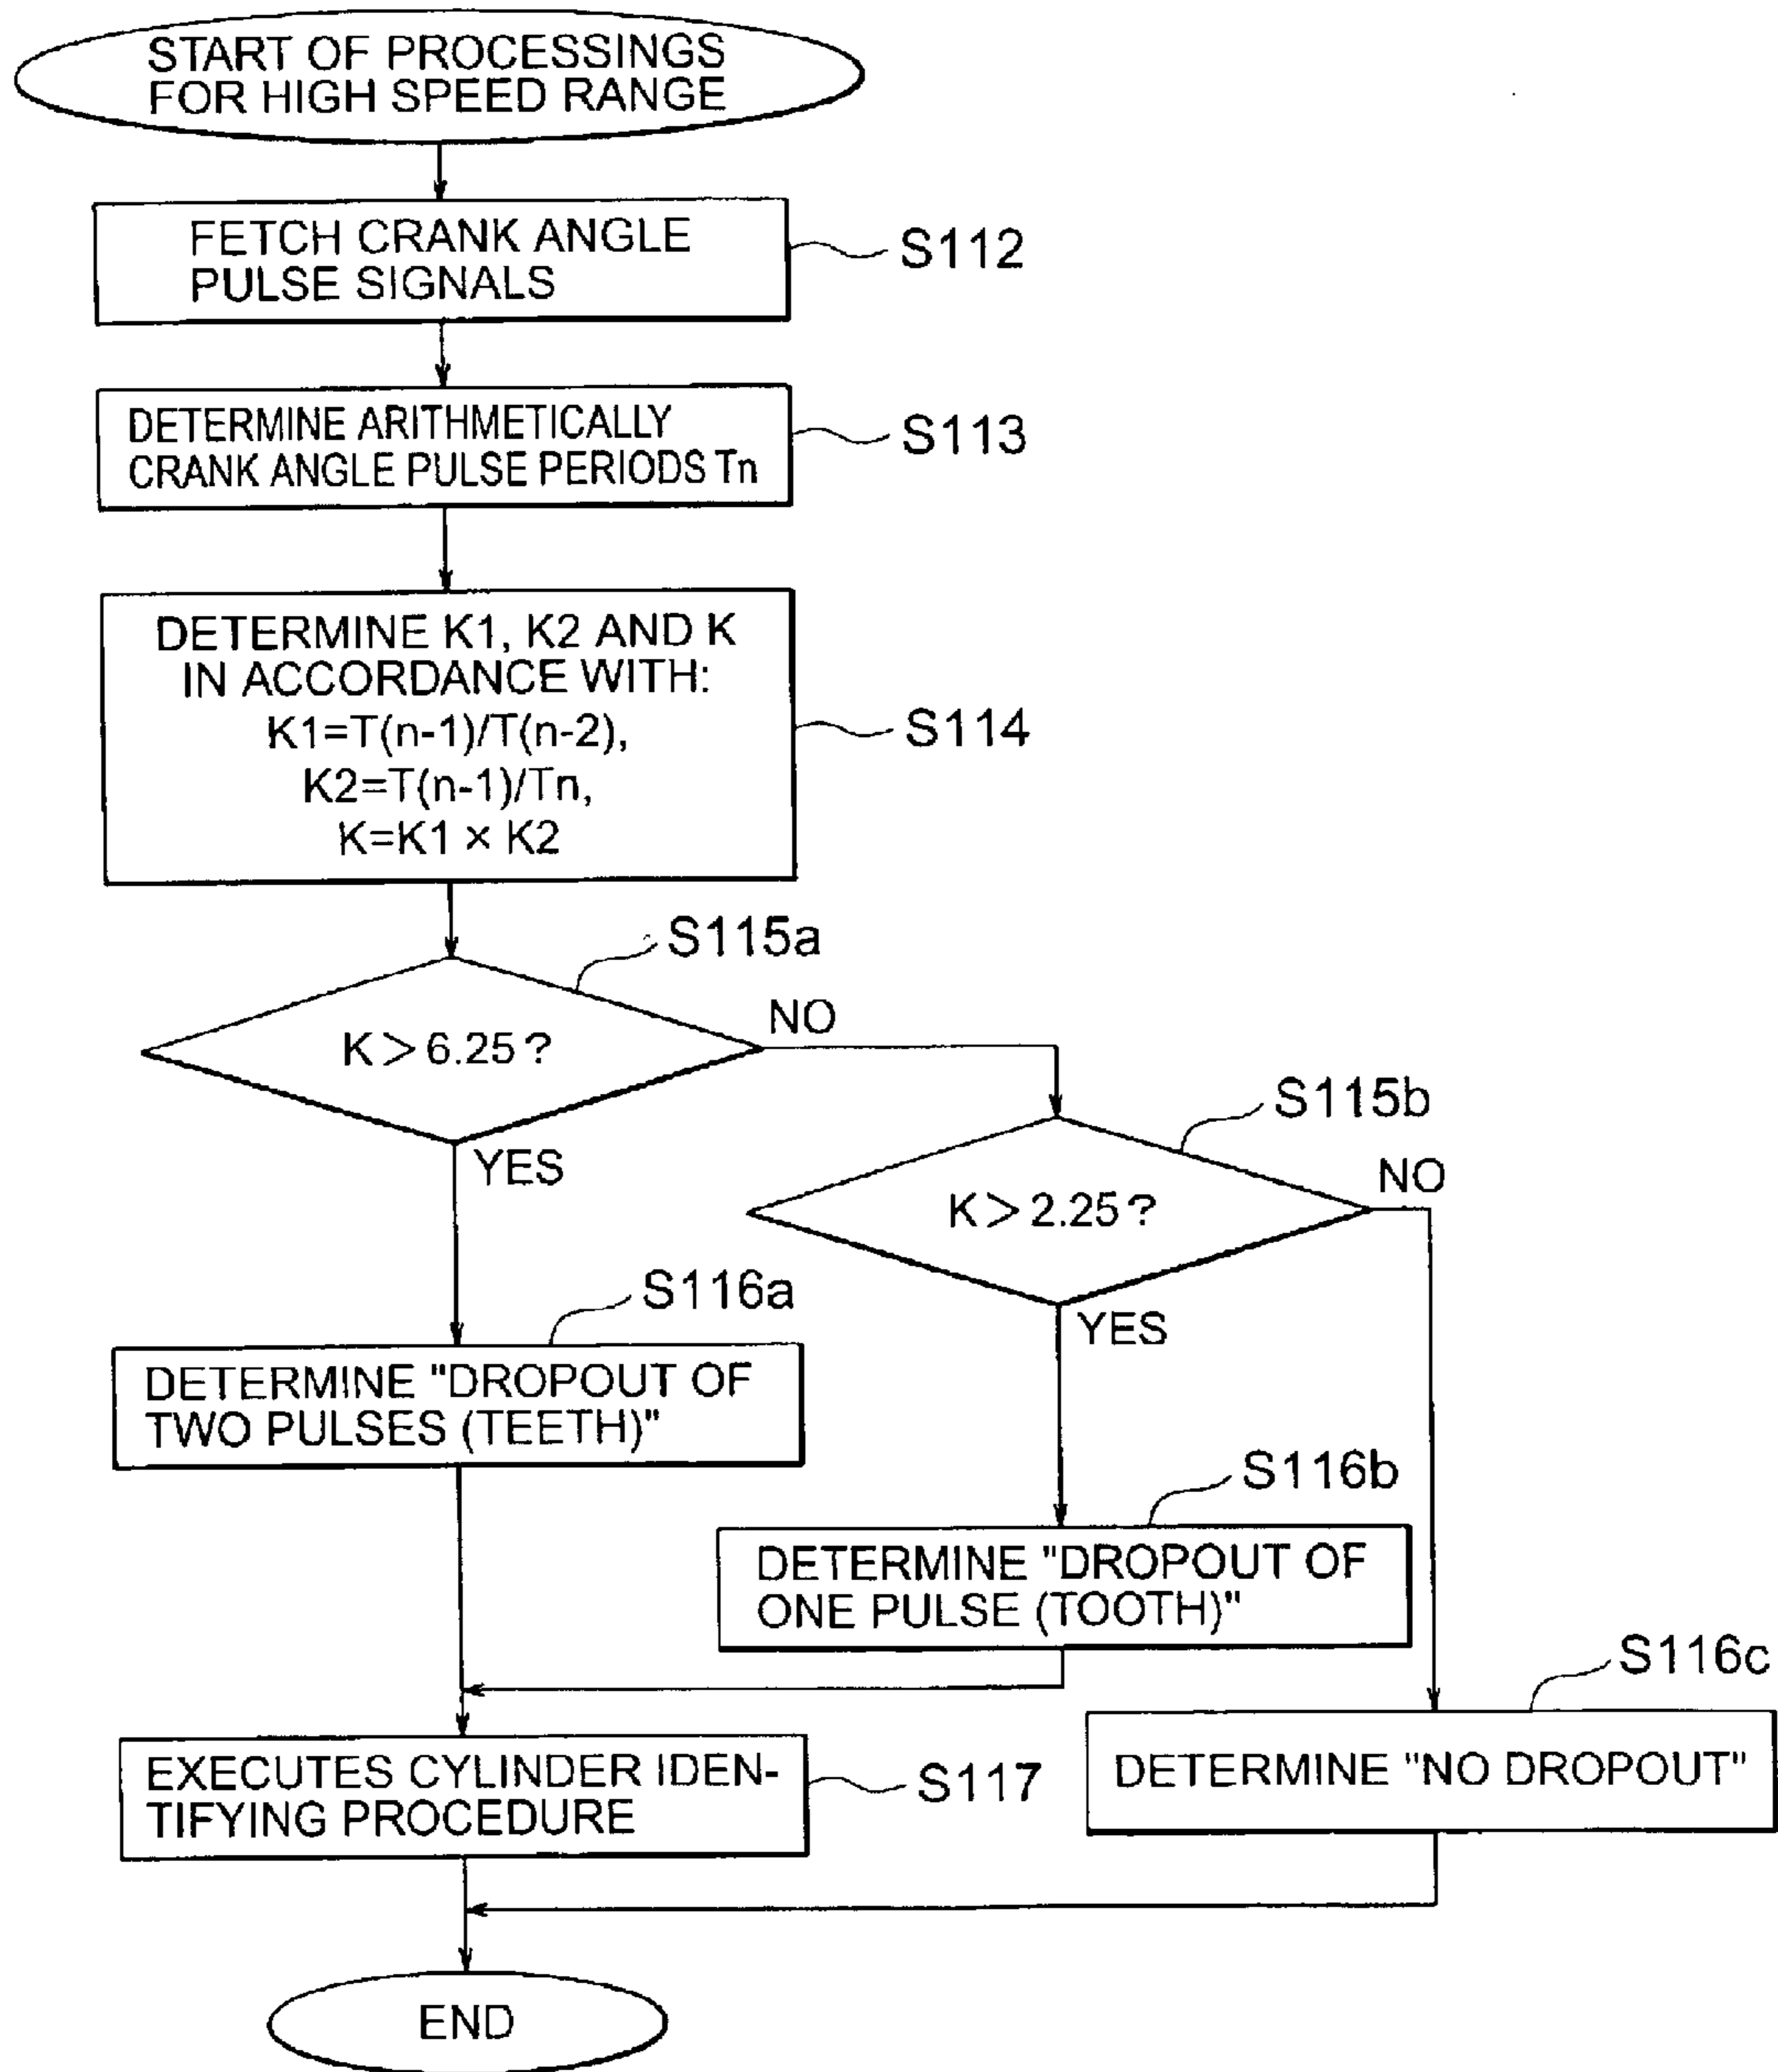 START OF PROCESSINGS
FOR HIGH SPEED RANGE
FETCH CRANK ANGLE
PULSE SIGNALS
S112
DETERMINE ARITHMETICALLY
CRANK ANGLE PULSE PERIODS Tn
S113
DETERMINE K1, K2 AND K
IN ACCORDANCE WITH:
K1=T(n-1)/T(n-2),
K2=T(n-1)/Tn,
K=K1 × K2
S114
S115a
K>6.25?
NO
YES
S115b
K>2.25?
NO
YES
S116a
DETERMINE "DROPOUT OF
TWO PULSES (TEETH)"
S116b
DETERMINE "DROPOUT OF
ONE PULSE (TOOTH)"
S116c
DETERMINE "NO DROPOUT"
EXECUTES CYLINDER IDEN-
TIFYING PROCEDURE
S117
END